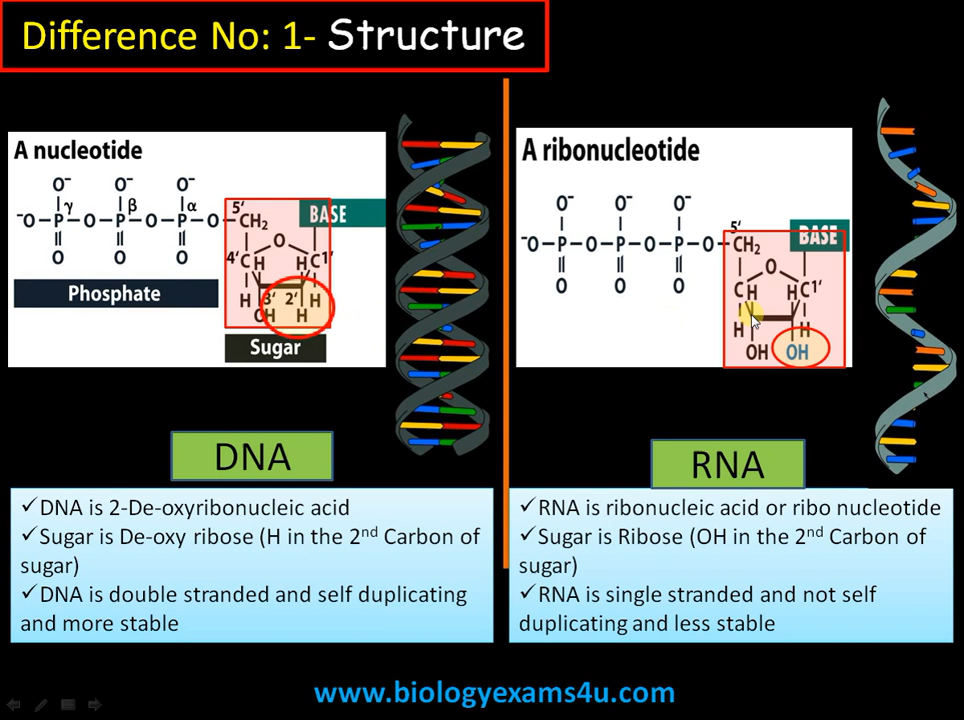 Difference No: 1- Structure
A nucleotide
O⁻ O⁻ O⁻
γ β α
⁻O–P–O–P–O–P–O–CH₂
5' BASE
O O O
O
4' C H H C 1'
H 3' 2' H
OH H
Phosphate
Sugar
A ribonucleotide
O⁻ O⁻ O⁻
⁻O–P–O–P–O–P–O–CH₂
5' BASE
O O O
O
C H H C 1'
H H
OH OH
DNA
✓DNA is 2-De-oxyribonucleic acid
✓Sugar is De-oxy ribose (H in the 2nd Carbon of
sugar)
✓DNA is double stranded and self duplicating
and more stable
RNA
✓RNA is ribonucleic acid or ribo nucleotide
✓Sugar is Ribose (OH in the 2nd Carbon of
sugar)
✓RNA is single stranded and not self
duplicating and less stable
www.biologyexams4u.com